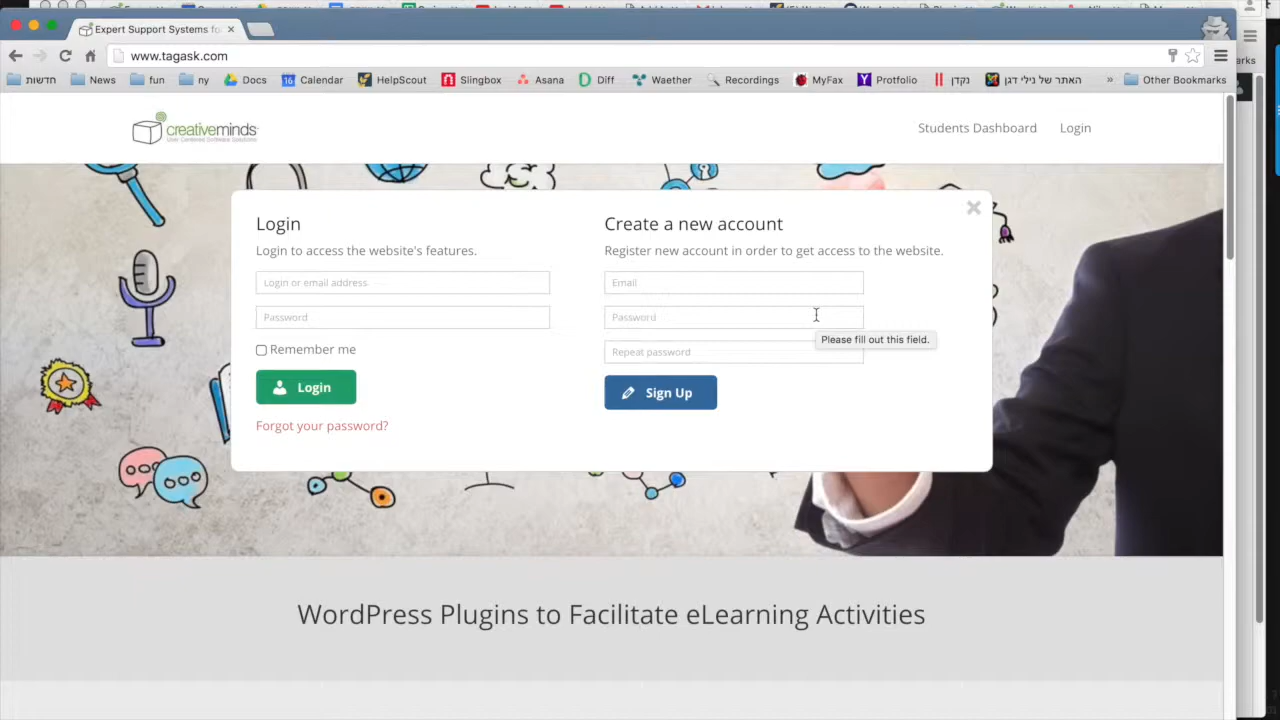 Expert Support Systems for
www.tagask.com
חדשות News fun ny Docs Calendar HelpScout Slingbox Asana Diff Waether Recordings MyFax Protfolio נקדן האתר של נילי דגן » Other Bookmarks
creativeminds
Students Dashboard Login
Login
Login to access the website's features.
Login or email address
Password
Remember me
Login
Forgot your password?
Create a new account
Register new account in order to get access to the website.
Email
Password
Please fill out this field.
Repeat password
Sign Up
WordPress Plugins to Facilitate eLearning Activities